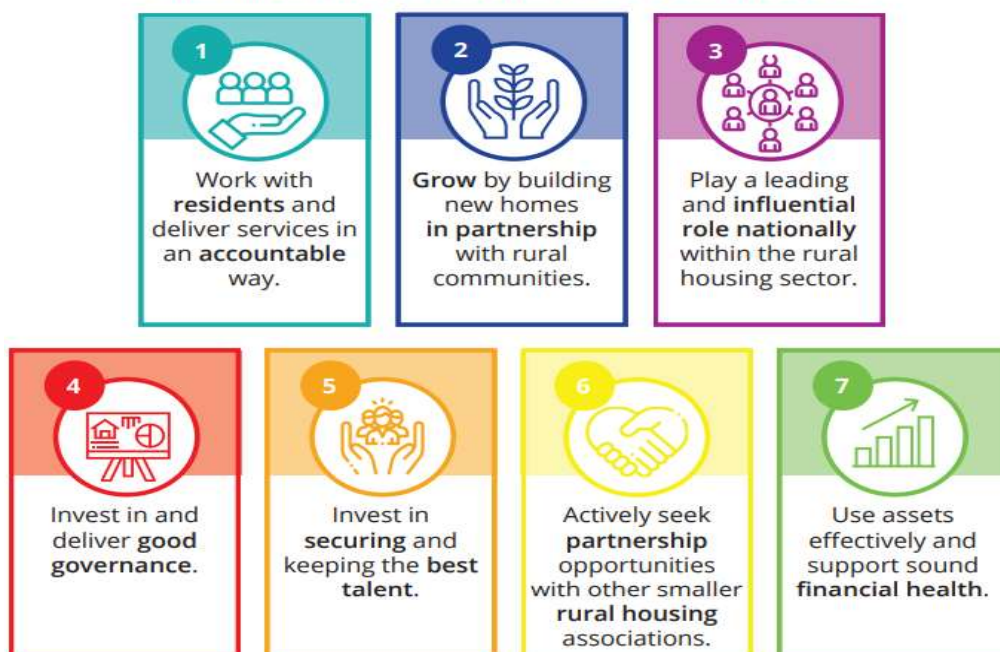 1
Work with
residents and
deliver services in
an accountable
way.
2
Grow by building
new homes
in partnership
with rural
communities.
3
Play a leading
and influential
role nationally
within the rural
housing sector.
4
Invest in and
deliver good
governance.
5
Invest in
securing and
keeping the best
talent.
6
Actively seek
partnership
opportunities
with other smaller
rural housing
associations.
7
Use assets
effectively and
support sound
financial health.